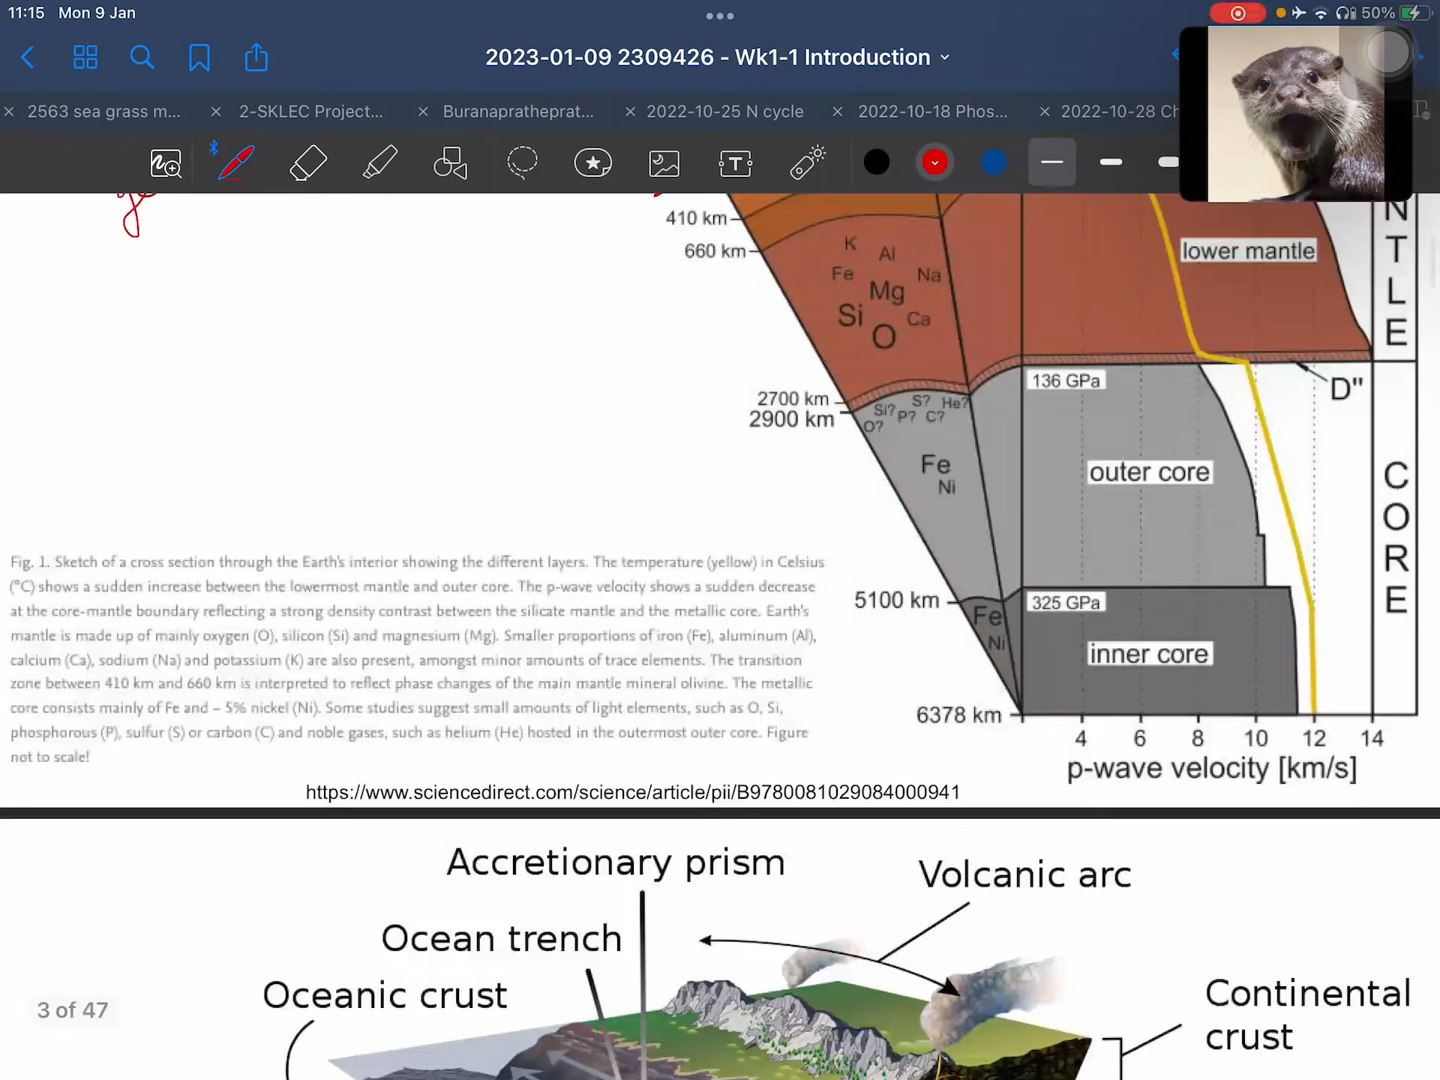 11:15 Mon 9 Jan
50%
2023-01-09 2309426 - Wk1-1 Introduction
2563 sea grass m...
2-SKLEC Project...
Buranapratheprat...
2022-10-25 N cycle
2022-10-18 Phos...
2022-10-28 Ch
T
410 km
660 km
K
Al
Fe
Na
Mg
Si
Ca
O
lower mantle
N
T
L
E
2700 km
2900 km
S? He?
Si? P? C?
O?
136 GPa
D"
Fe
Ni
outer core
C
O
R
E
5100 km
Fe
Ni
325 GPa
inner core
6378 km
4 6 8 10 12 14
p-wave velocity [km/s]
Fig. 1. Sketch of a cross section through the Earth's interior showing the different layers. The temperature (yellow) in Celsius
(°C) shows a sudden increase between the lowermost mantle and outer core. The p-wave velocity shows a sudden decrease
at the core-mantle boundary reflecting a strong density contrast between the silicate mantle and the metallic core. Earth's
mantle is made up of mainly oxygen (O), silicon (Si) and magnesium (Mg). Smaller proportions of iron (Fe), aluminum (Al),
calcium (Ca), sodium (Na) and potassium (K) are also present, amongst minor amounts of trace elements. The transition
zone between 410 km and 660 km is interpreted to reflect phase changes of the main mantle mineral olivine. The metallic
core consists mainly of Fe and ~ 5% nickel (Ni). Some studies suggest small amounts of light elements, such as O, Si,
phosphorous (P), sulfur (S) or carbon (C) and noble gases, such as helium (He) hosted in the outermost outer core. Figure
not to scale!
https://www.sciencedirect.com/science/article/pii/B9780081029084000941
Accretionary prism
Volcanic arc
Ocean trench
Oceanic crust
Continental
crust
3 of 47